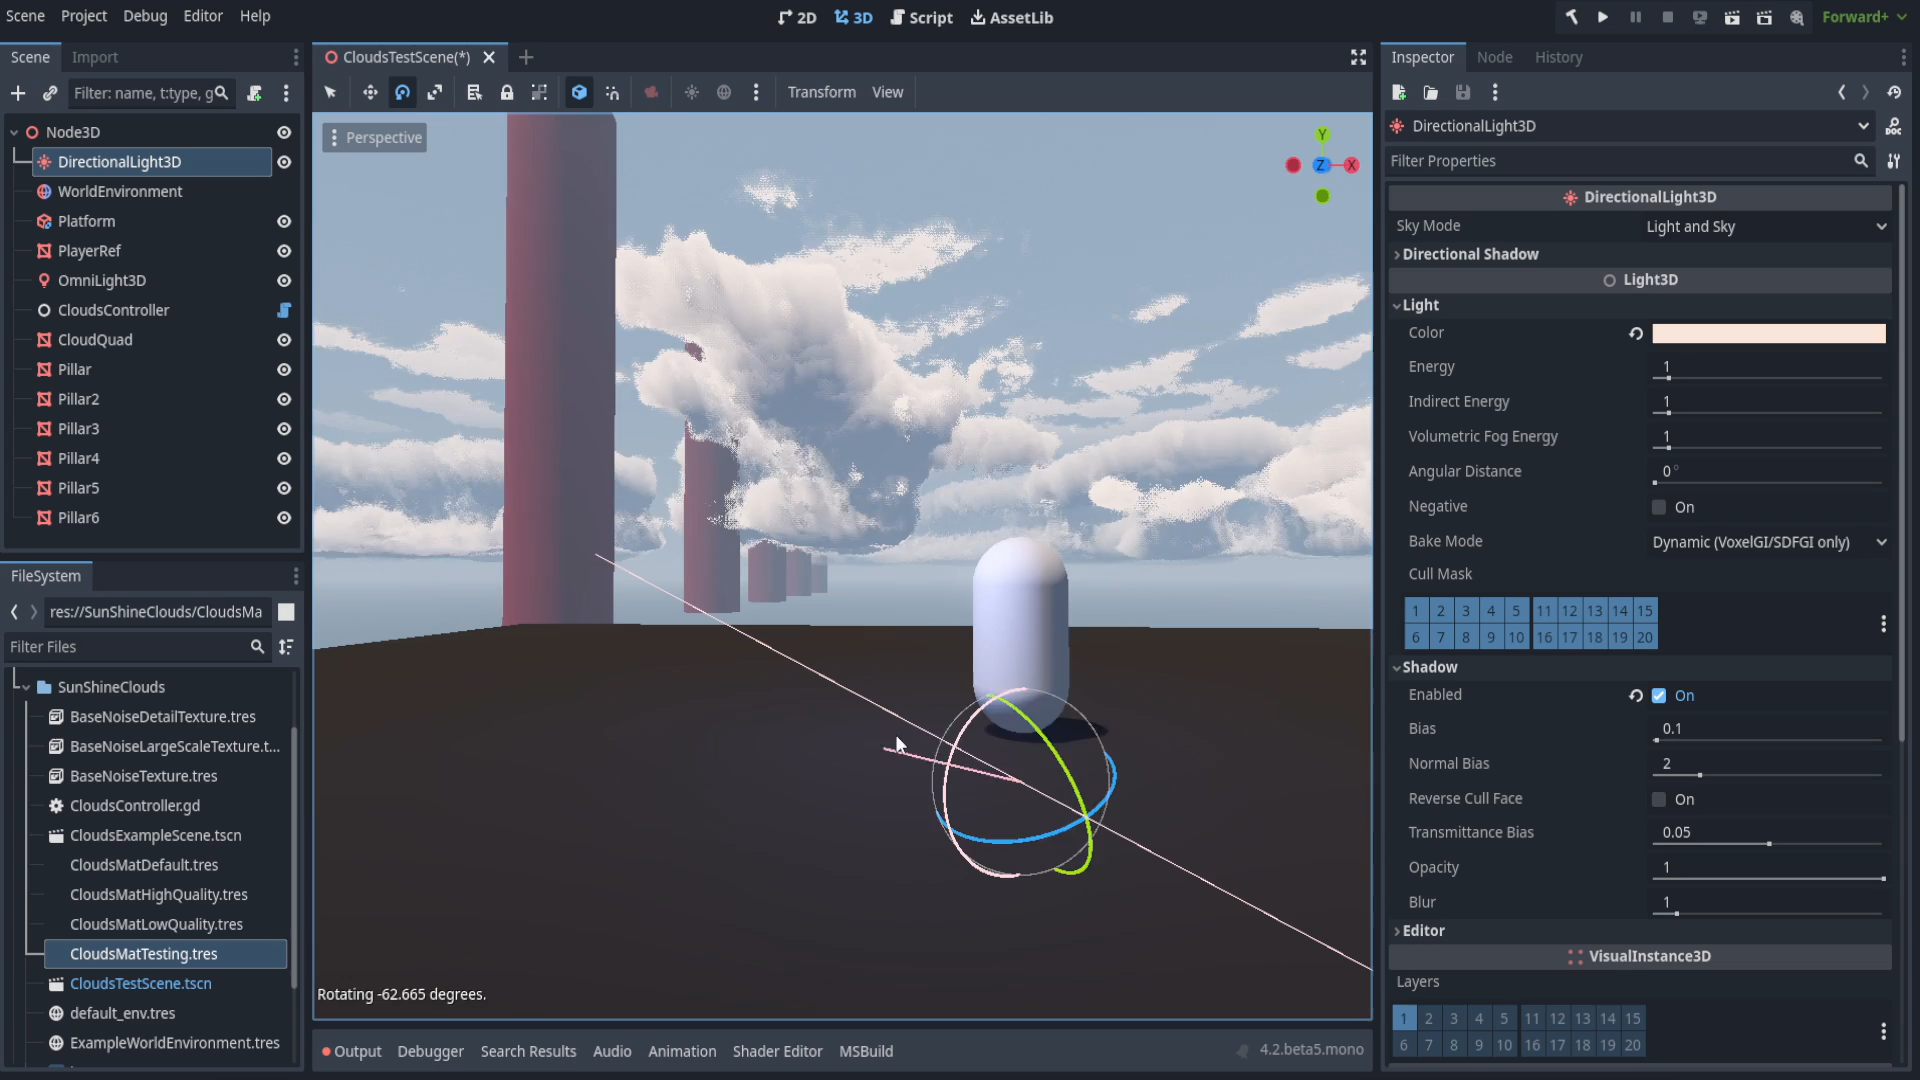 Scene Project Debug Editor Help
2D 3D Script AssetLib
Forward+
Scene Import
Filter: name, t:type, g
Node3D
DirectionalLight3D
WorldEnvironment
Platform
PlayerRef
OmniLight3D
CloudsController
CloudQuad
Pillar
Pillar2
Pillar3
Pillar4
Pillar5
Pillar6
FileSystem
res://SunShineClouds/CloudsMa
Filter Files
SunShineClouds
BaseNoiseDetailTexture.tres
BaseNoiseLargeScaleTexture.t...
BaseNoiseTexture.tres
CloudsController.gd
CloudsExampleScene.tscn
CloudsMatDefault.tres
CloudsMatHighQuality.tres
CloudsMatLowQuality.tres
CloudsMatTesting.tres
CloudsTestScene.tscn
default_env.tres
ExampleWorldEnvironment.tres
CloudsTestScene(*)
Transform View
Perspective
Y
Z
X
Rotating -62.665 degrees.
Output Debugger Search Results Audio Animation Shader Editor MSBuild
4.2.beta5.mono
Inspector Node History
DirectionalLight3D
Filter Properties
DirectionalLight3D
Sky Mode Light and Sky
Directional Shadow
Light3D
Light
Color
Energy 1
Indirect Energy 1
Volumetric Fog Energy 1
Angular Distance 0 °
Negative On
Bake Mode Dynamic (VoxelGI/SDFGI only)
Cull Mask
1 2 3 4 5 11 12 13 14 15
6 7 8 9 10 16 17 18 19 20
Shadow
Enabled On
Bias 0.1
Normal Bias 2
Reverse Cull Face On
Transmittance Bias 0.05
Opacity 1
Blur 1
Editor
VisualInstance3D
Layers
1 2 3 4 5 11 12 13 14 15
6 7 8 9 10 16 17 18 19 20